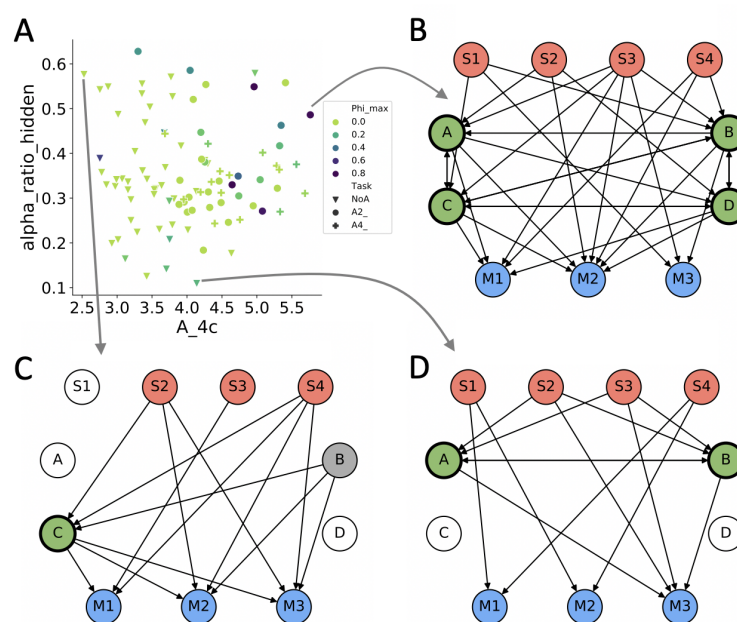 A
B
0.6
0.5
0.4
0.3
0.2
0.1
alpha_ratio_hidden
2.5 3.0 3.5 4.0 4.5 5.0 5.5
A_4c
Phi_max
0.0
0.2
0.4
0.6
0.8
Task
NoA
A2_
A4_
S1 S2 S3 S4
A B
C D
M1 M2 M3
C
D
S1 S2 S3 S4
A B
C D
M1 M2 M3
S1 S2 S3 S4
A B
C D
M1 M2 M3